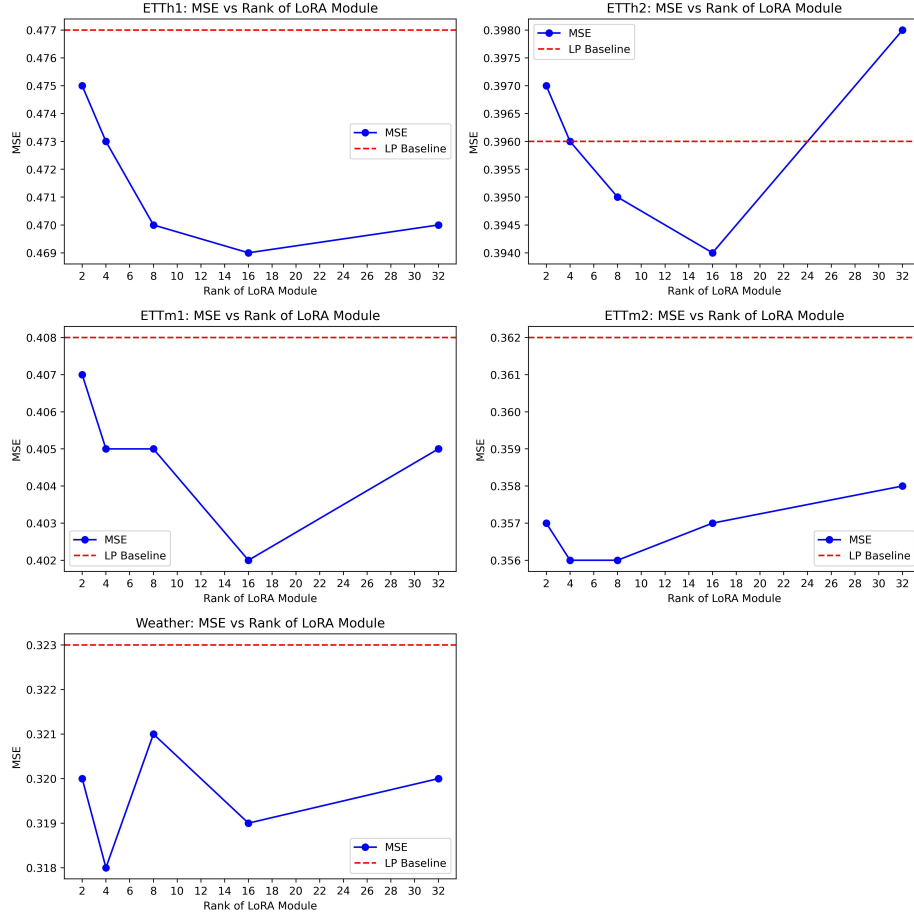 ETTh1: MSE vs Rank of LoRA Module
0.477
0.476
0.475
0.474
0.473
0.472
0.471
0.470
0.469
MSE
MSE
LP Baseline
2 4 6 8 10 12 14 16 18 20 22 24 26 28 30 32
Rank of LoRA Module
ETTh2: MSE vs Rank of LoRA Module
0.3980
0.3975
0.3970
0.3965
0.3960
0.3955
0.3950
0.3945
0.3940
MSE
MSE
LP Baseline
2 4 6 8 10 12 14 16 18 20 22 24 26 28 30 32
Rank of LoRA Module
ETTm1: MSE vs Rank of LoRA Module
0.408
0.407
0.406
0.405
0.404
0.403
0.402
MSE
MSE
LP Baseline
2 4 6 8 10 12 14 16 18 20 22 24 26 28 30 32
Rank of LoRA Module
ETTm2: MSE vs Rank of LoRA Module
0.362
0.361
0.360
0.359
0.358
0.357
0.356
MSE
MSE
LP Baseline
2 4 6 8 10 12 14 16 18 20 22 24 26 28 30 32
Rank of LoRA Module
Weather: MSE vs Rank of LoRA Module
0.323
0.322
0.321
0.320
0.319
0.318
MSE
MSE
LP Baseline
2 4 6 8 10 12 14 16 18 20 22 24 26 28 30 32
Rank of LoRA Module